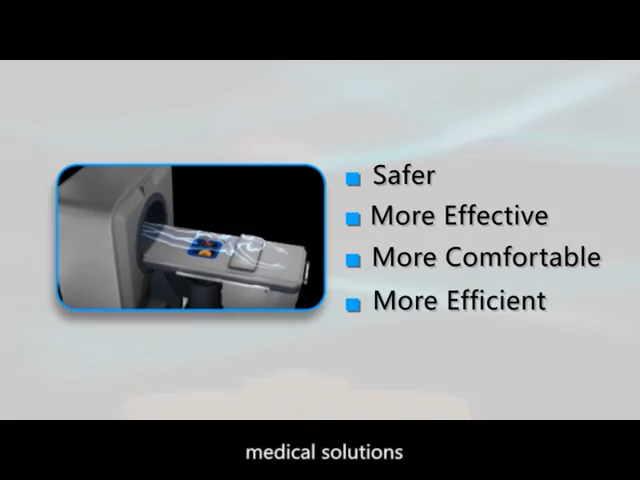 Safer
More Effective
More Comfortable
More Efficient
medical solutions